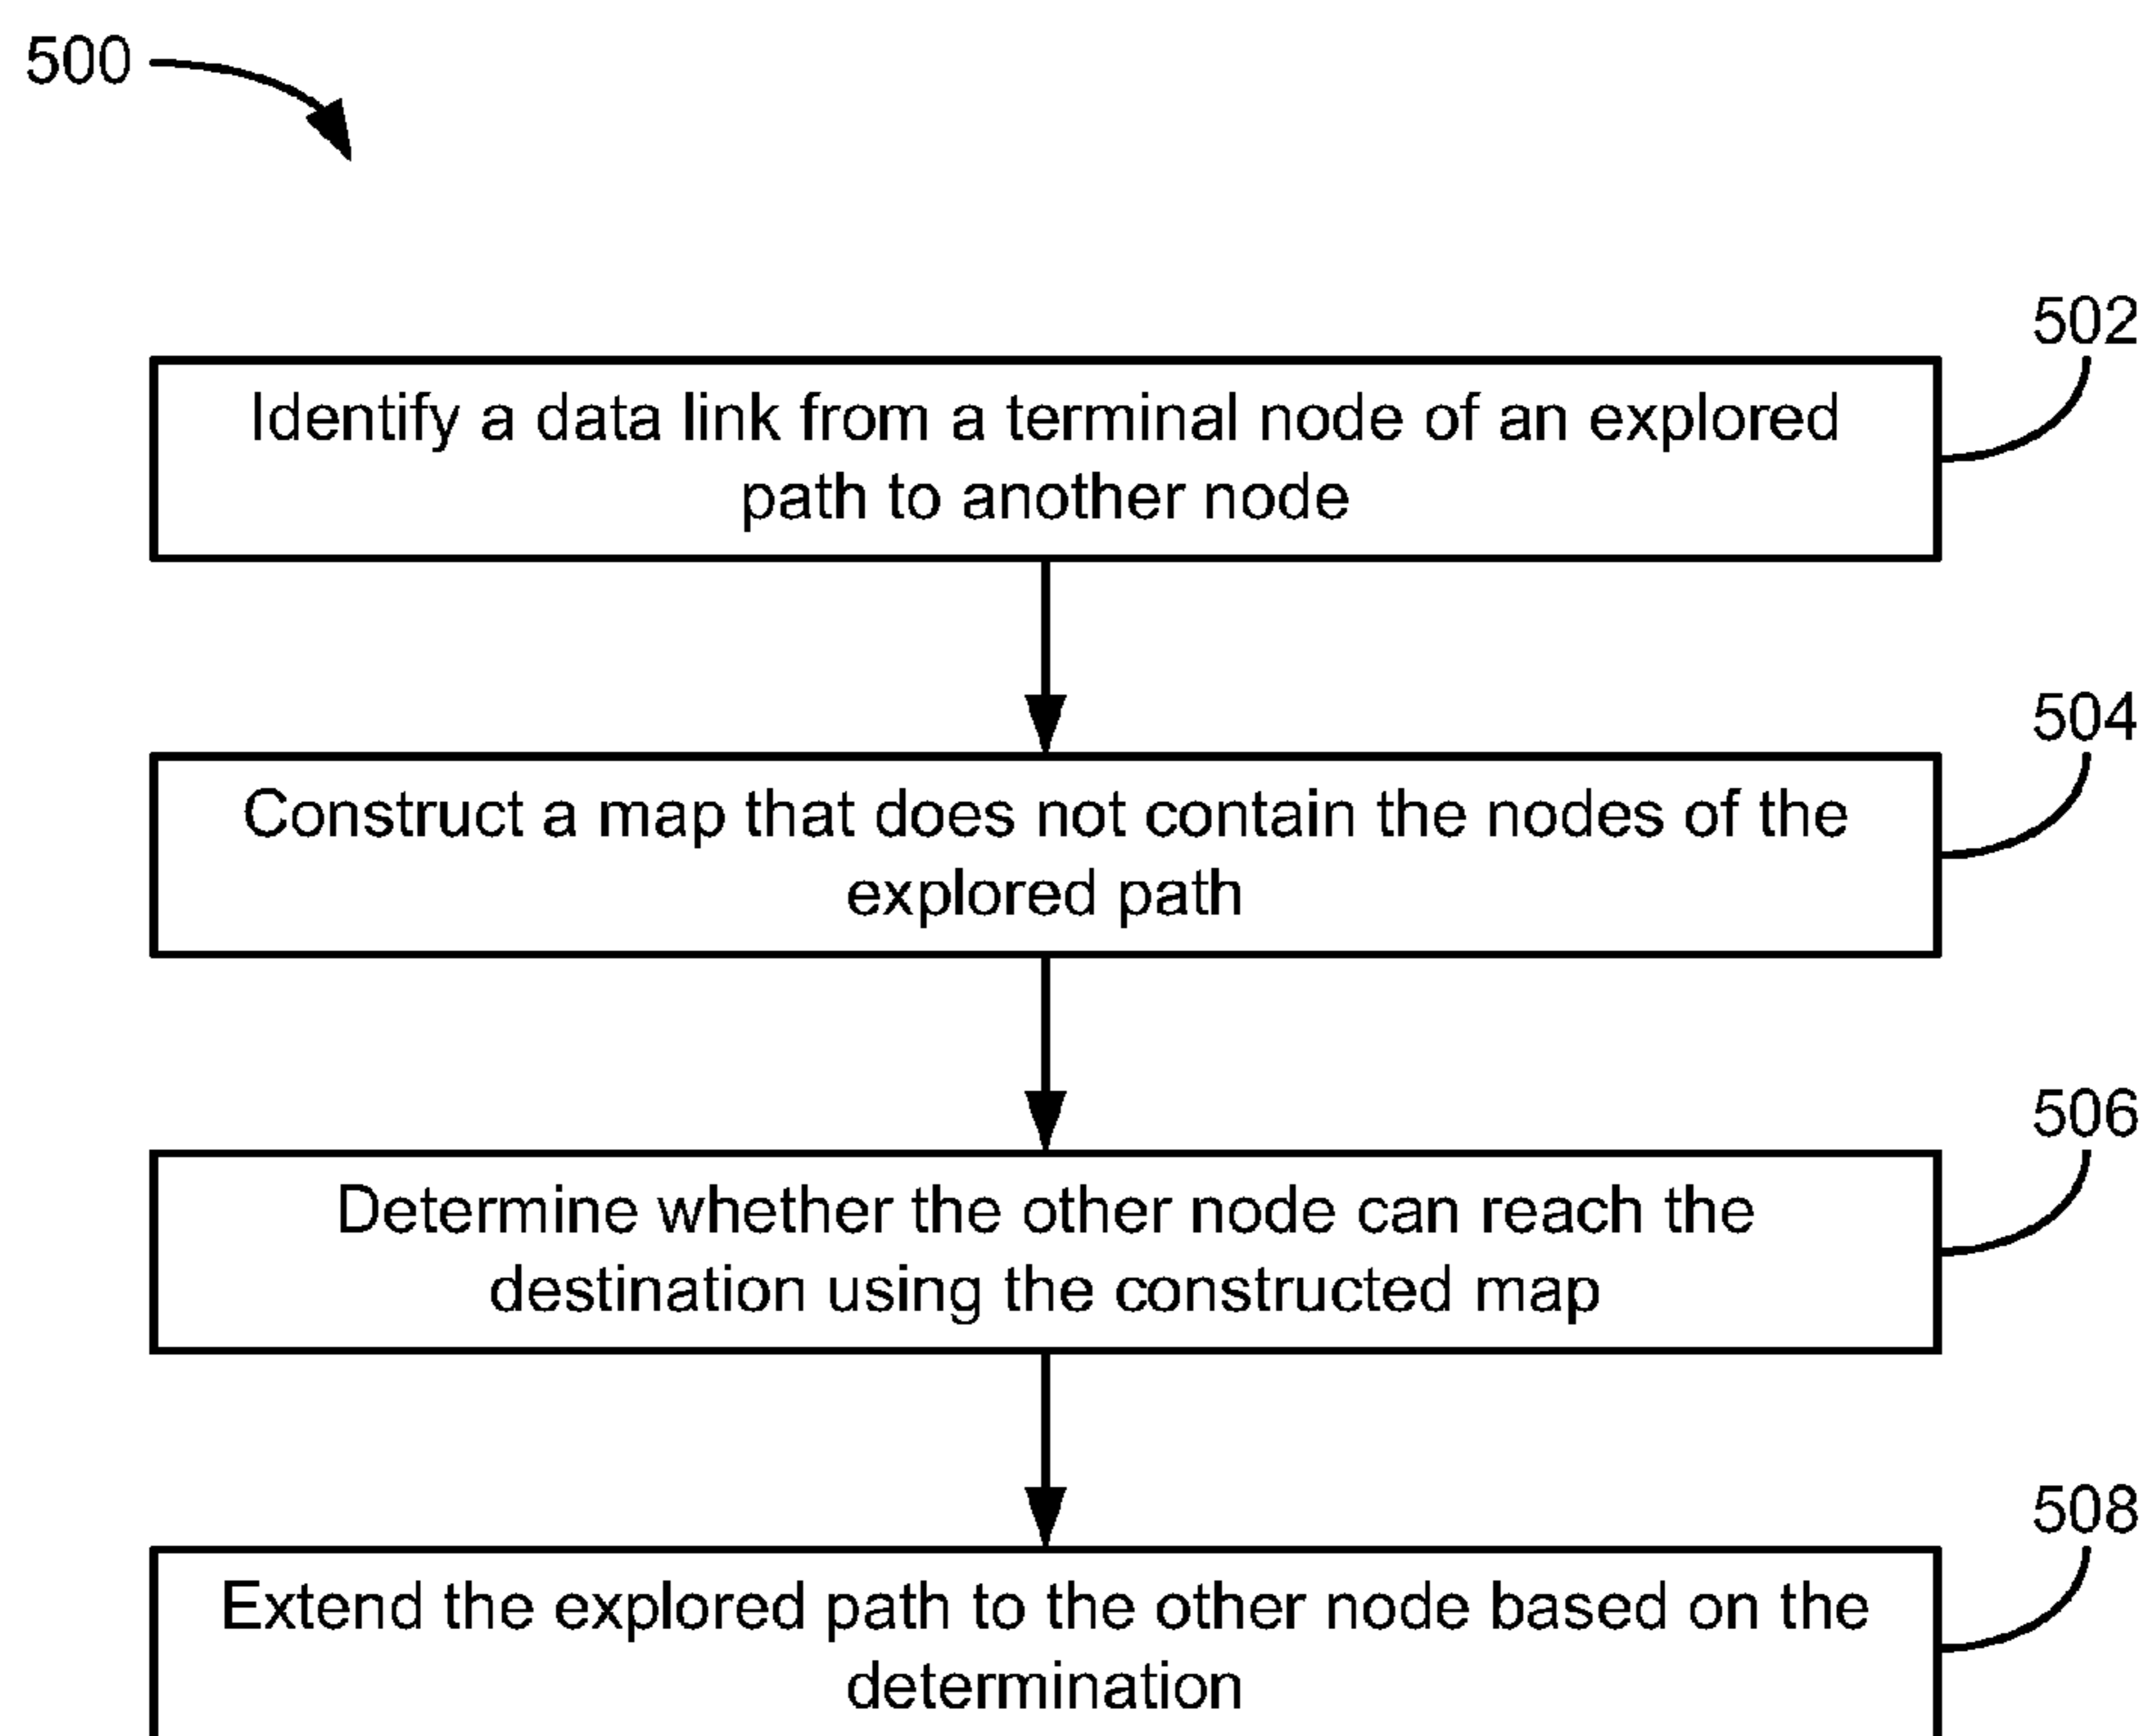 500
502
Identify a data link from a terminal node of an explored
path to another node
504
Construct a map that does not contain the nodes of the
explored path
506
Determine whether the other node can reach the
destination using the constructed map
508
Extend the explored path to the other node based on the
determination